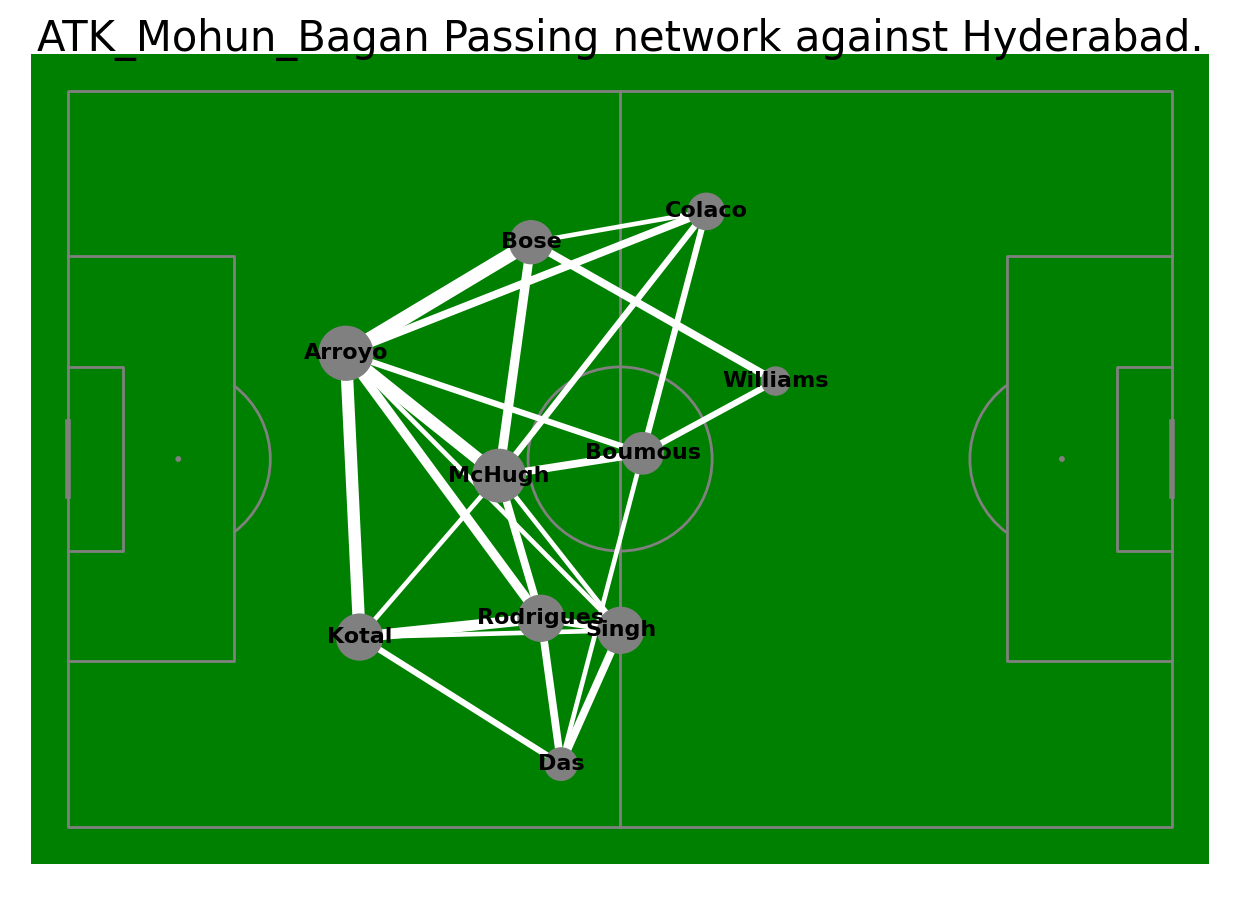 ATK_Mohun_Bagan Passing network against Hyderabad.
Colaco
Bose
Arroyo
Williams
Boumous
McHugh
Rodrigues
Singh
Kotal
Das